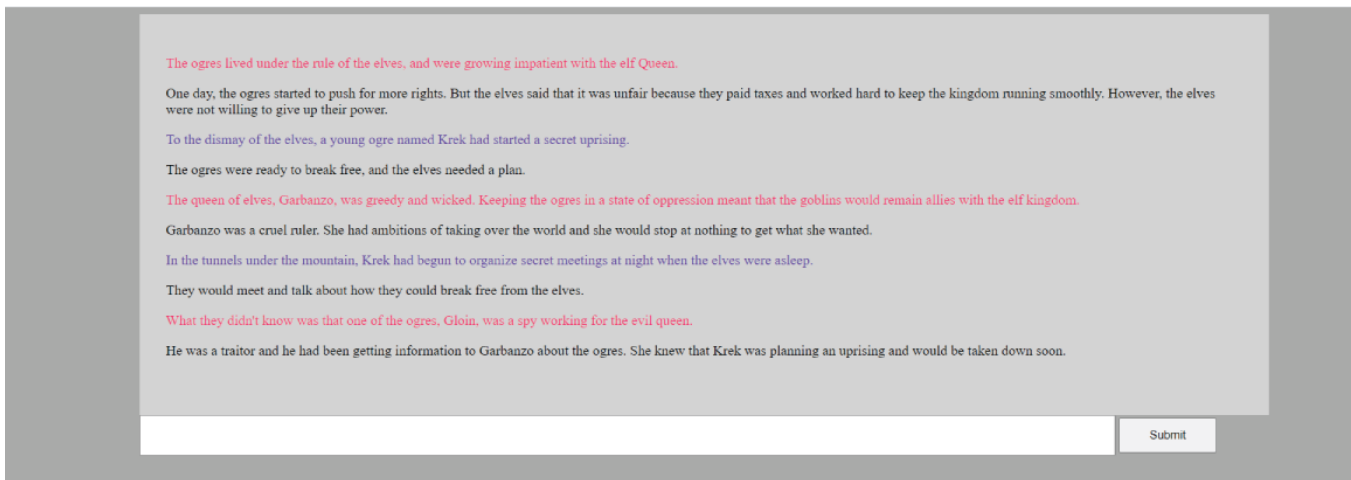 The ogres lived under the rule of the elves, and were growing impatient with the elf Queen.
One day, the ogres started to push for more rights. But the elves said that it was unfair because they paid taxes and worked hard to keep the kingdom running smoothly. However, the elves
were not willing to give up their power.
To the dismay of the elves, a young ogre named Krek had started a secret uprising.
The ogres were ready to break free, and the elves needed a plan.
The queen of elves, Garbanzo, was greedy and wicked. Keeping the ogres in a state of oppression meant that the goblins would remain allies with the elf kingdom.
Garbanzo was a cruel ruler. She had ambitions of taking over the world and she would stop at nothing to get what she wanted.
In the tunnels under the mountain, Krek had begun to organize secret meetings at night when the elves were asleep.
They would meet and talk about how they could break free from the elves.
What they didn't know was that one of the ogres, Gloin, was a spy working for the evil queen.
He was a traitor and he had been getting information to Garbanzo about the ogres. She knew that Krek was planning an uprising and would be taken down soon.
Submit